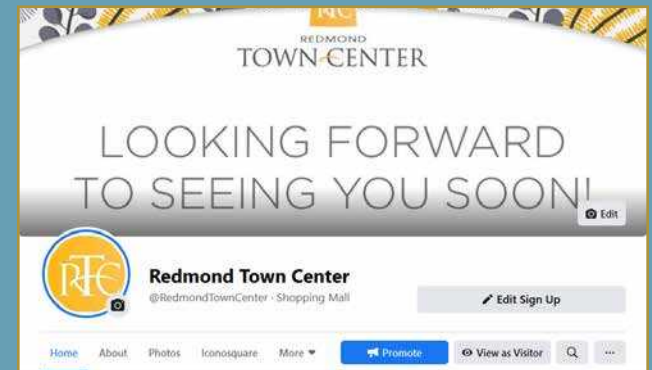 RTC
REDMOND
TOWN CENTER
LOOKING FORWARD
TO SEEING YOU SOON!
Edit
RTC
Redmond Town Center
@RedmondTownCenter · Shopping Mall
Edit Sign Up
Home About Photos Iconosquare More Promote View as Visitor ...